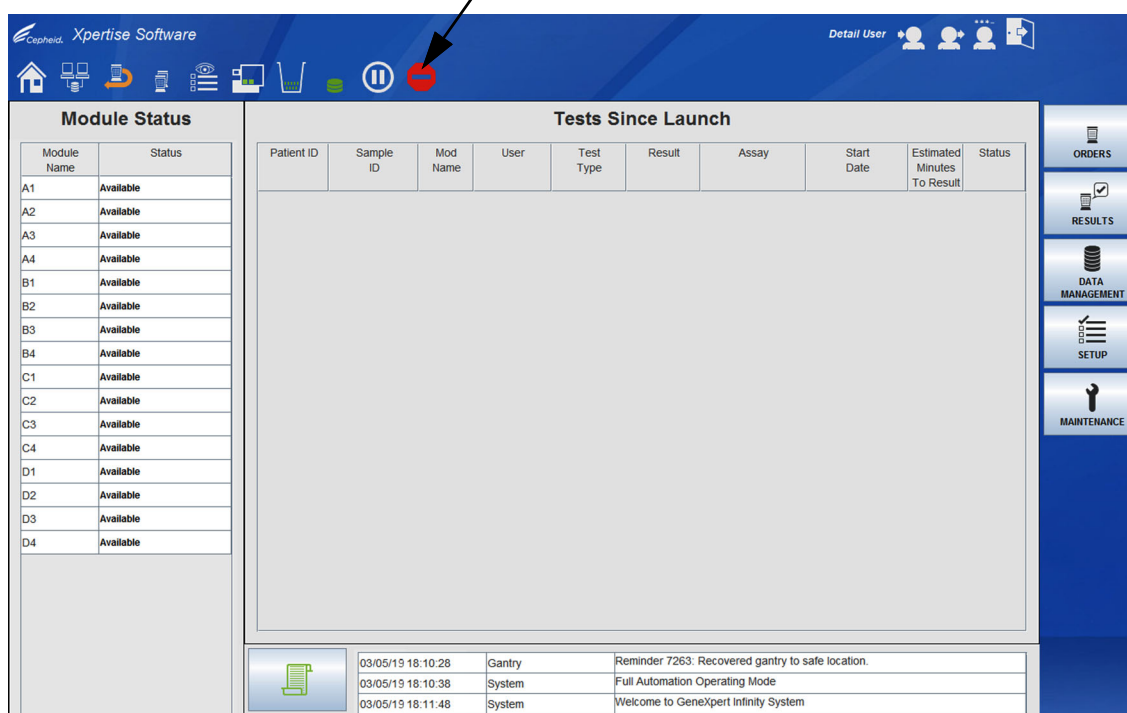 Cepheid. Xpertise Software
Detail User
Module Status
Module Name Status
A1 Available
A2 Available
A3 Available
A4 Available
B1 Available
B2 Available
B3 Available
B4 Available
C1 Available
C2 Available
C3 Available
C4 Available
D1 Available
D2 Available
D3 Available
D4 Available
Tests Since Launch
Patient ID Sample ID Mod Name User Test Type Result Assay Start Date Estimated Minutes To Result Status
03/05/19 18:10:28 Gantry Reminder 7263: Recovered gantry to safe location.
03/05/19 18:10:38 System Full Automation Operating Mode
03/05/19 18:11:48 System Welcome to GeneXpert Infinity System
ORDERS
RESULTS
DATA
MANAGEMENT
SETUP
MAINTENANCE